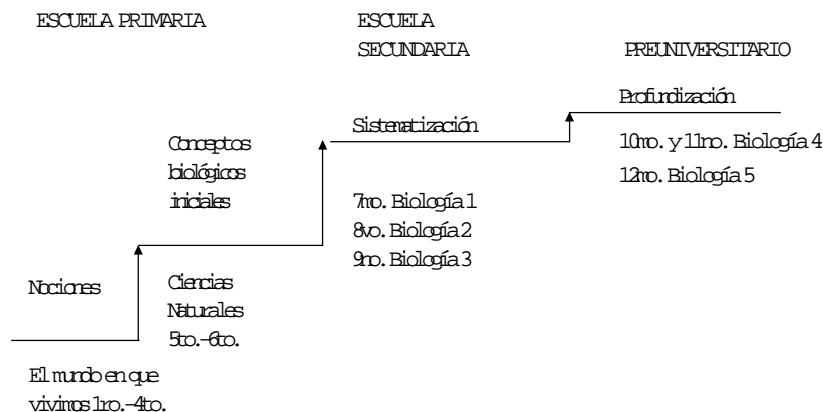 ESCUELA PRIMARIA
ESCUELA
SECUNDARIA
PREUNIVERSITARIO
Profundización
Sistematización
10mo. y 11no. Biología 4
12mo. Biología 5
Conceptos
biológicos
iniciales
7mo. Biología 1
8vo. Biología 2
9no. Biología 3
Nociones
Ciencias
Naturales
5to.-6to.
El mundo en que
vivimos 1ro.-4to.